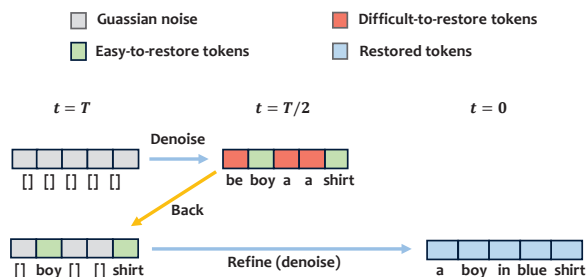 Guassian noise
Difficult-to-restore tokens
Easy-to-restore tokens
Restored tokens
t = T
t = T/2
t = 0
Denoise
[] [] [] [] []
be boy a a shirt
Back
[] boy [] [] shirt
Refine (denoise)
a boy in blue shirt